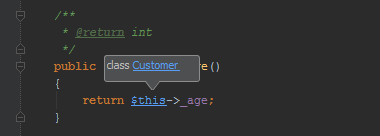 /**
* @return int
*/
public e()
class Customer
{
return $this->_age;
}